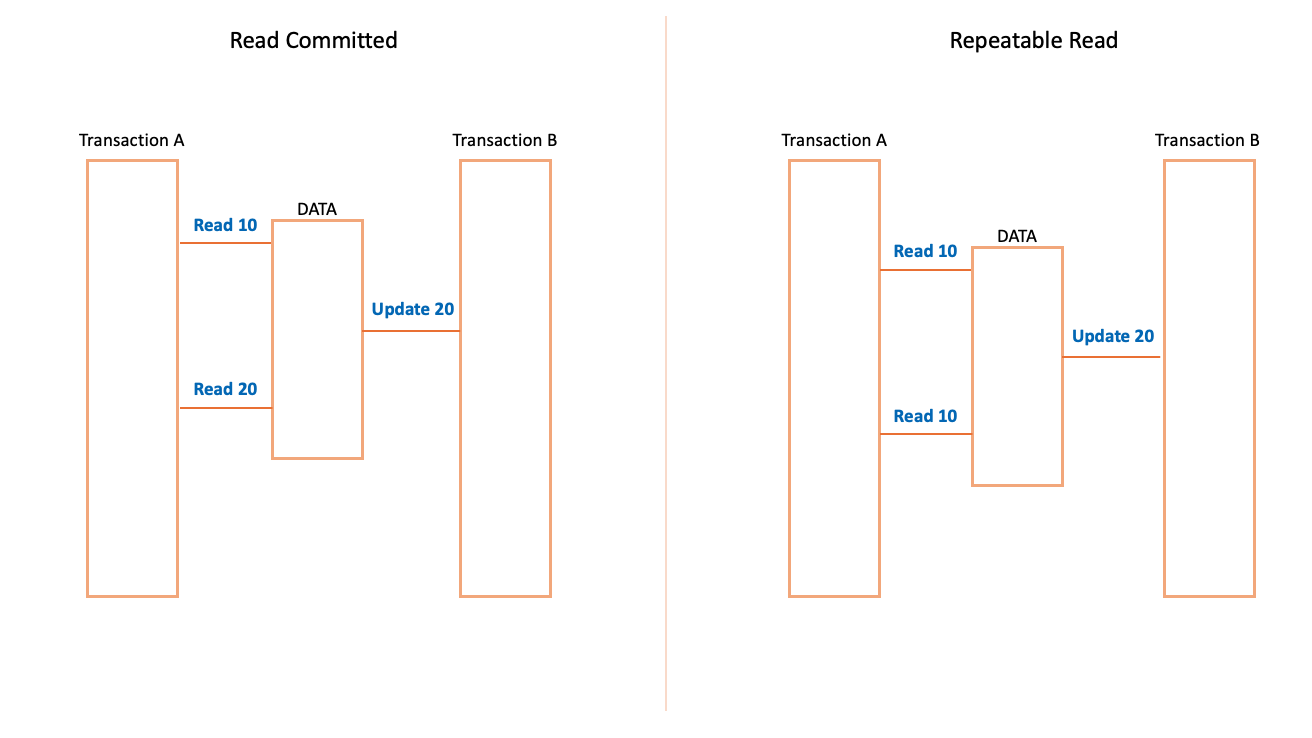 Read Committed
Transaction A
Transaction B
DATA
Read 10
Update 20
Read 20
Repeatable Read
Transaction A
Transaction B
DATA
Read 10
Update 20
Read 10